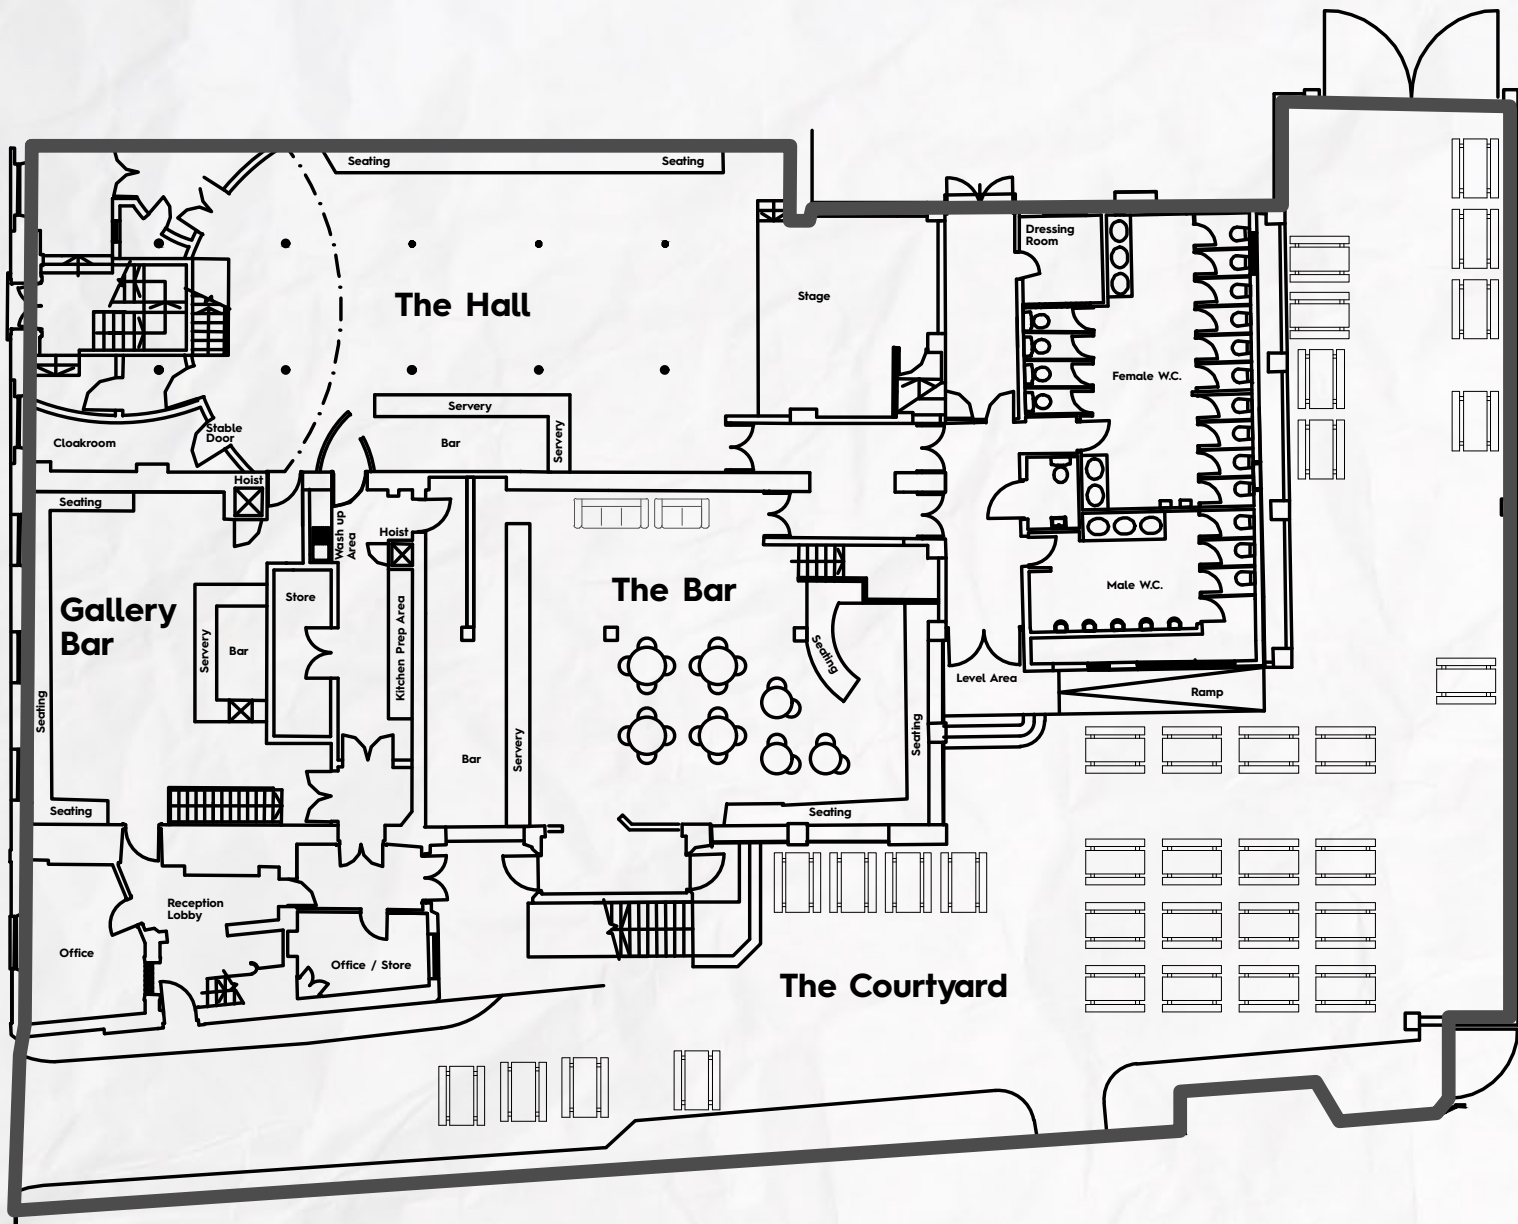 Seating
Seating
Dressing
Room
The Hall
Stage
Female W.C.
Servery
Stable
Door
Cloakroom
Bar
Servery
Hoist
Seating
Wash up
Area
Hoist
The Bar
Male W.C.
Gallery
Bar
Store
Servery
Bar
Kitchen Prep Area
Seating
Level Area
Ramp
Seating
Seating
Bar
Servery
Seating
Seating
Reception
Lobby
Office
Office / Store
The Courtyard